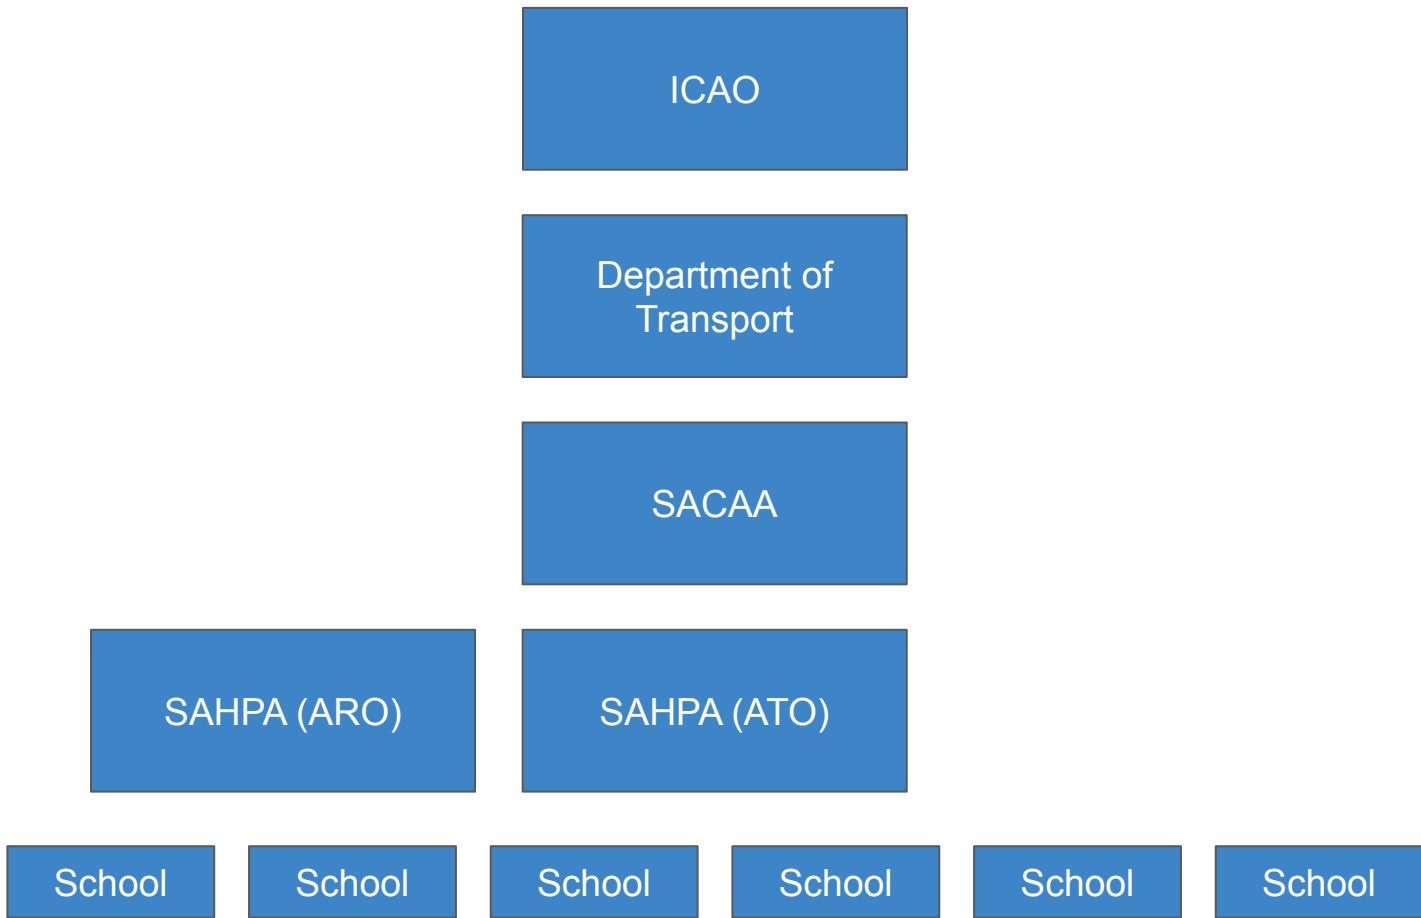 ICAO
Department of
Transport
SACAA
SAHPA (ARO)
SAHPA (ATO)
School
School
School
School
School
School